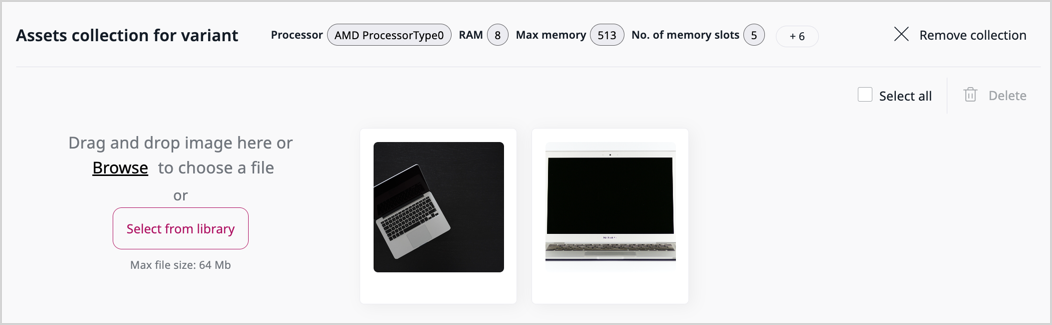 Assets collection for variant
Processor AMD ProcessorType0 RAM 8 Max memory 513 No. of memory slots 5 + 6
Remove collection
Select all
Delete
Drag and drop image here or
Browse to choose a file
or
Select from library
Max file size: 64 Mb